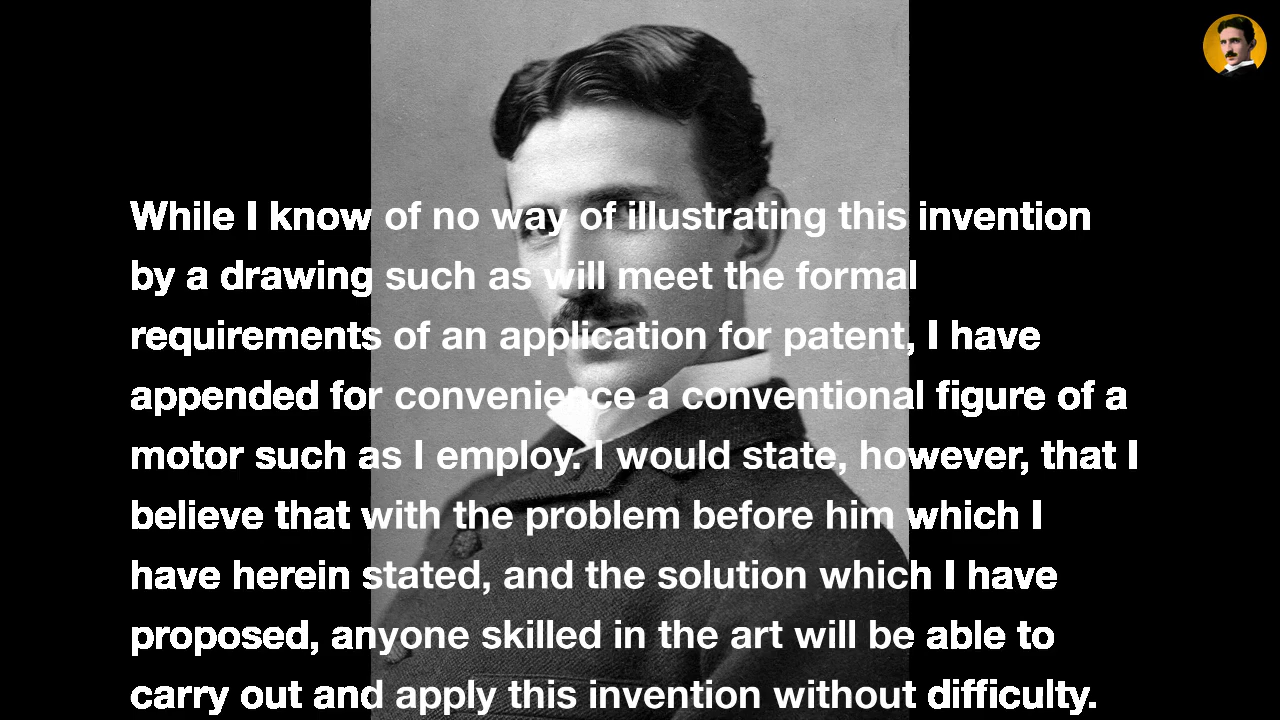 While I know of no way of illustrating this invention
by a drawing such as will meet the formal
requirements of an application for patent, I have
appended for convenience a conventional figure of a
motor such as I employ. I would state, however, that I
believe that with the problem before him which I
have herein stated, and the solution which I have
proposed, anyone skilled in the art will be able to
carry out and apply this invention without difficulty.